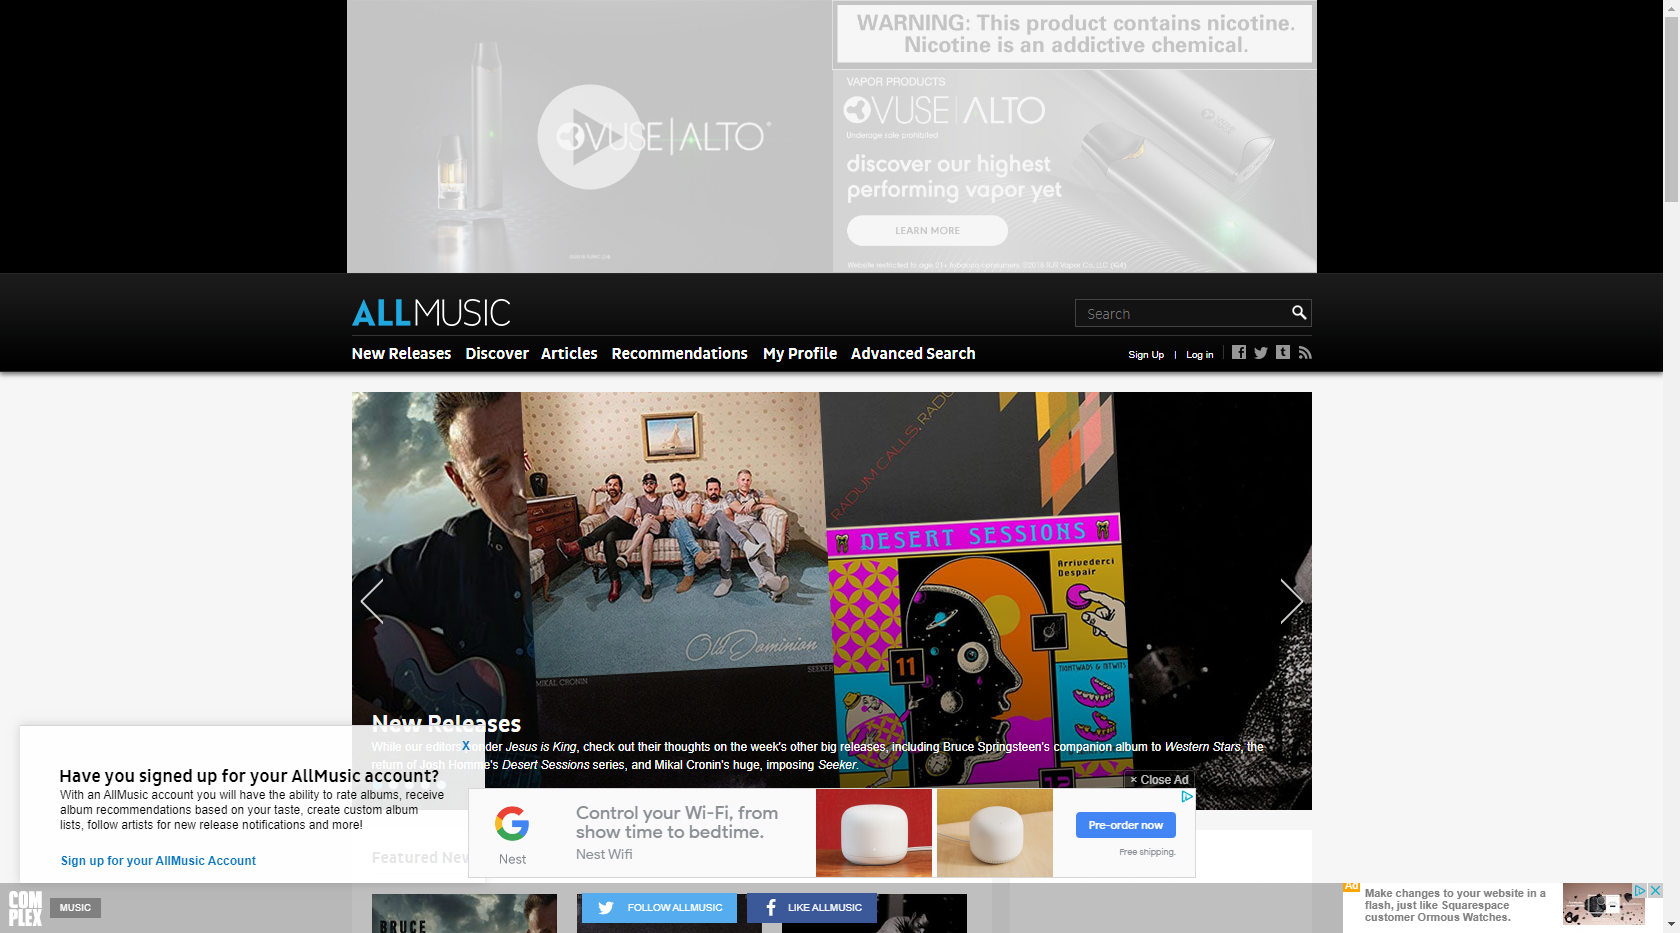 WARNING: This product contains nicotine.
Nicotine is an addictive chemical.
VUSE|ALTO
VAPOR PRODUCTS
VUSE|ALTO
Underage sale prohibited
discover our highest
performing vapor yet
LEARN MORE
ALLMUSIC
Search
New Releases Discover Articles Recommendations My Profile Advanced Search
Sign Up | Log in
RADIUM CALLS, RADI
DESERT SESSIONS
Arrivederci
Despair
Old Dominion
MIKAL CRONIN
SEEKER
11
TIGHTWADS & NITWITS
12
New Releases
While our editors ponder Jesus is King, check out their thoughts on the week's other big releases, including Bruce Springsteen's companion album to Western Stars, the
return of Josh Homme's Desert Sessions series, and Mikal Cronin's huge, imposing Seeker.
X
Have you signed up for your AllMusic account?
With an AllMusic account you will have the ability to rate albums, receive
album recommendations based on your taste, create custom album
lists, follow artists for new release notifications and more!
Sign up for your AllMusic Account
× Close Ad
Control your Wi-Fi, from
show time to bedtime.
Nest Wifi
Nest
Pre-order now
Free shipping.
Featured New
COM
PLEX
MUSIC
BRUCE
FOLLOW ALLMUSIC
LIKE ALLMUSIC
Ad
Make changes to your website in a
flash, just like Squarespace
customer Ormous Watches.